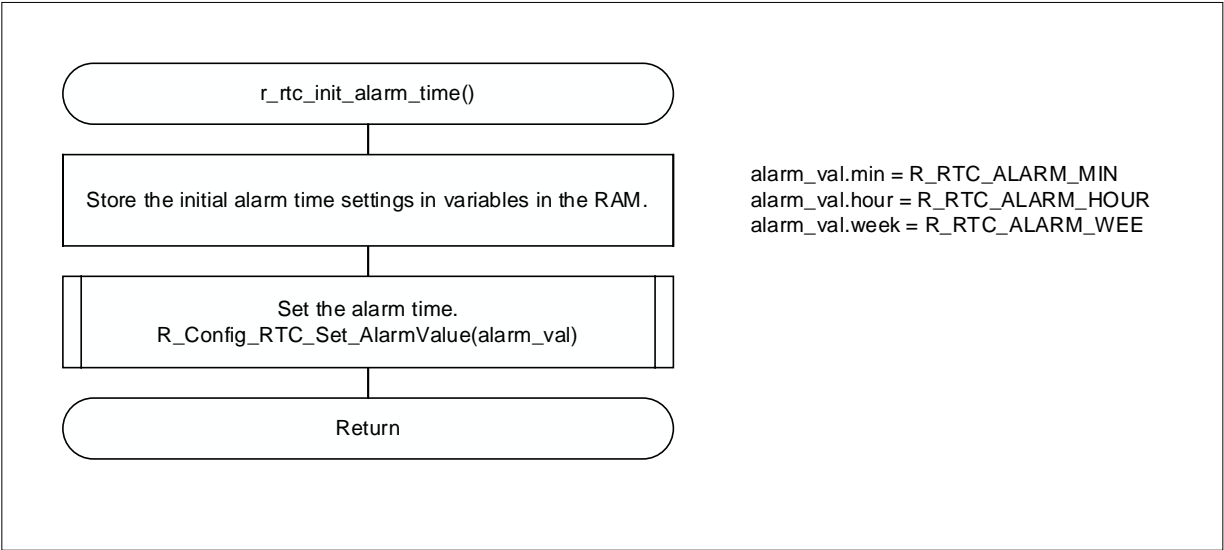 r_rtc_init_alarm_time()
Store the initial alarm time settings in variables in the RAM.
alarm_val.min = R_RTC_ALARM_MIN
alarm_val.hour = R_RTC_ALARM_HOUR
alarm_val.week = R_RTC_ALARM_WEE
Set the alarm time.
R_Config_RTC_Set_AlarmValue(alarm_val)
Return